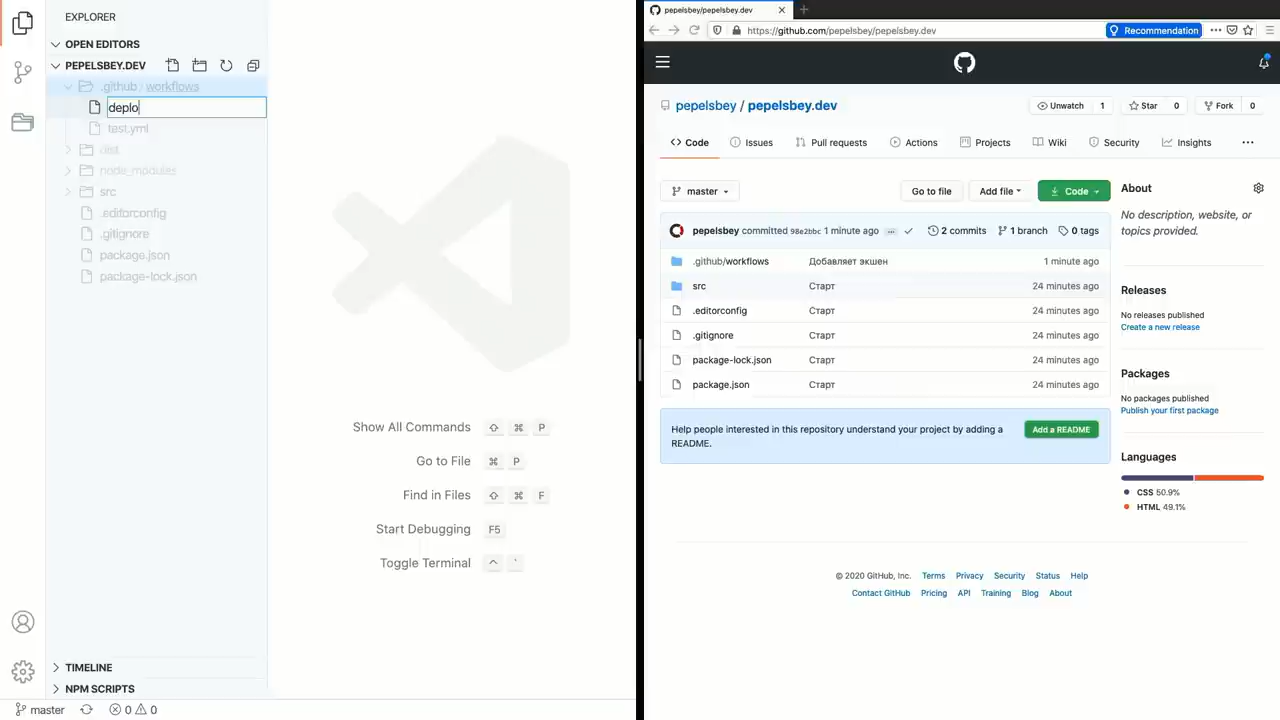 EXPLORER
OPEN EDITORS
PEPELSBEY.DEV
.github / workflows
deplo
test.yml
dist
node_modules
src
.editorconfig
.gitignore
package.json
package-lock.json
TIMELINE
NPM SCRIPTS
master
0 0
Show All Commands ⇧ ⌘ P
Go to File ⌘ P
Find in Files ⇧ ⌘ F
Start Debugging F5
Toggle Terminal ^ `
pepelsbey/pepelsbey.dev
https://github.com/pepelsbey/pepelsbey.dev
Recommendation
pepelsbey / pepelsbey.dev
Unwatch 1
Star 0
Fork 0
Code
Issues
Pull requests
Actions
Projects
Wiki
Security
Insights
master
Go to file
Add file
Code
pepelsbey committed 98e2bbc 1 minute ago
2 commits
1 branch
0 tags
.github/workflows Добавляет экшен 1 minute ago
src Старт 24 minutes ago
.editorconfig Старт 24 minutes ago
.gitignore Старт 24 minutes ago
package-lock.json Старт 24 minutes ago
package.json Старт 24 minutes ago
Help people interested in this repository understand your project by adding a
README.
Add a README
About
No description, website, or
topics provided.
Releases
No releases published
Create a new release
Packages
No packages published
Publish your first package
Languages
CSS 50.9%
HTML 49.1%
© 2020 GitHub, Inc. Terms Privacy Security Status Help
Contact GitHub Pricing API Training Blog About